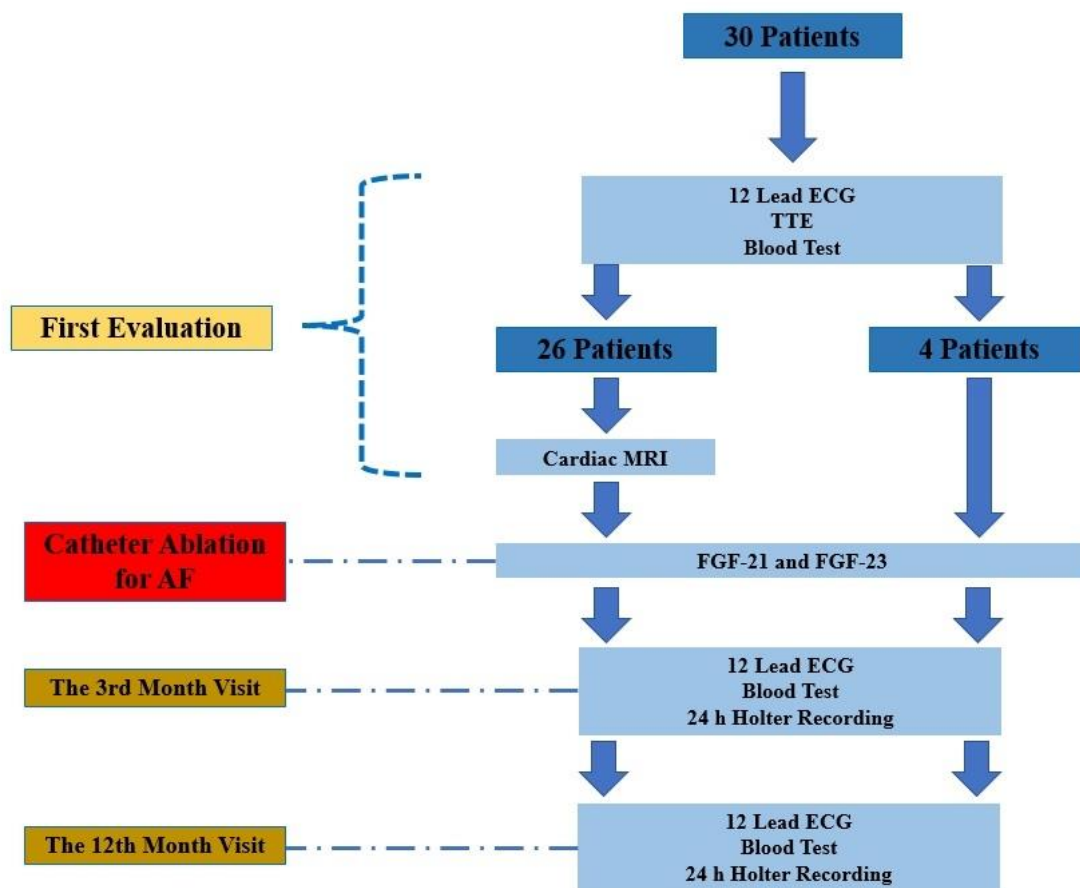 30 Patients
12 Lead ECG
TTE
Blood Test
First Evaluation
26 Patients
4 Patients
Cardiac MRI
Catheter Ablation
for AF
FGF-21 and FGF-23
The 3rd Month Visit
12 Lead ECG
Blood Test
24 h Holter Recording
The 12th Month Visit
12 Lead ECG
Blood Test
24 h Holter Recording